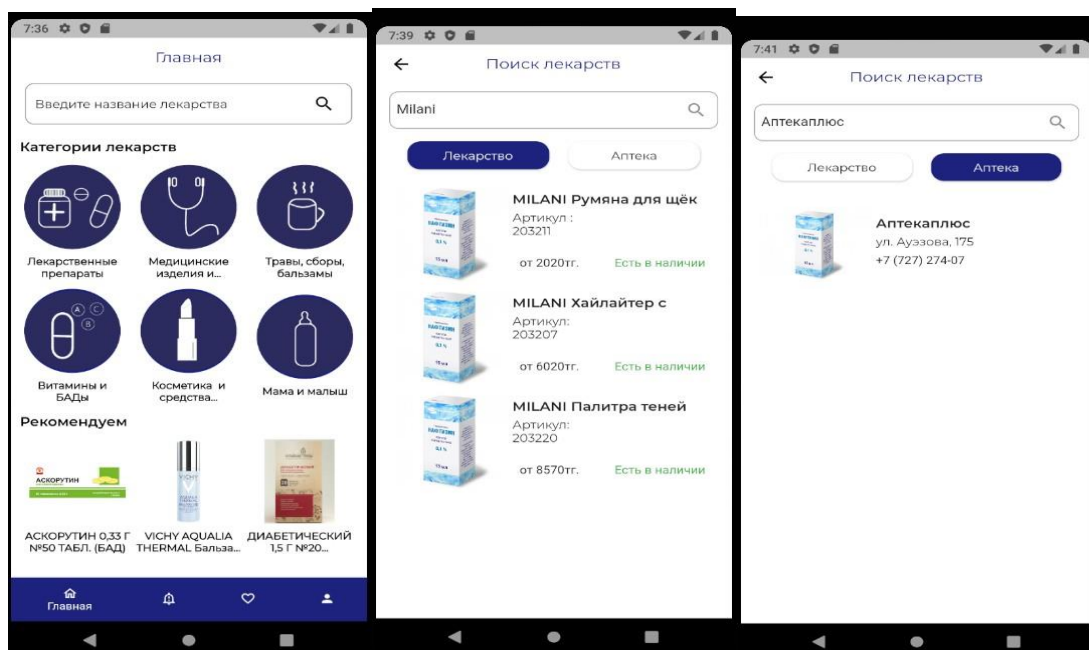 7:36
Главная
Введите название лекарства
Категории лекарств
Лекарственные
препараты
Медицинские
изделия и...
Травы, сборы,
бальзамы
Витамины и
БАДы
Косметика и
средства...
Мама и малыш
Рекомендуем
АСКОРУТИН
VICHY
АСКОРУТИН 0,33 Г
№50 ТАБЛ. (БАД)
VICHY AQUALIA
THERMAL Бальза...
ДИАБЕТИЧЕСКИЙ
1,5 Г №20...
Главная
7:39
Поиск лекарств
Milani
Лекарство
Аптека
MILANI Румяна для щёк
Артикул :
203211
от 2020тг.
Есть в наличии
MILANI Хайлайтер с
Артикул:
203207
от 6020тг.
Есть в наличии
MILANI Палитра теней
Артикул:
203220
от 8570тг.
Есть в наличии
7:41
Поиск лекарств
Аптекаплюс
Лекарство
Аптека
Аптекаплюс
ул. Ауэзова, 175
+7 (727) 274-07